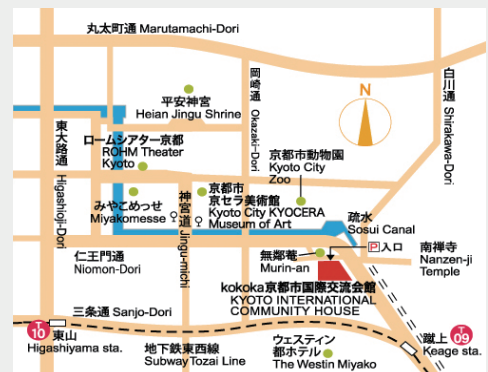 丸太町通 Marutamachi-Dori
白川通 Shirakawa-Dori
岡崎通 Okazaki-Dori
N
平安神宮
Heian Jingu Shrine
東大路通 Higashioji-Dori
ロームシアター京都
ROHM Theater
Kyoto
京都市動物園
Kyoto City
Zoo
みやこめっせ
Miyakomesse
神宮道 Jingu-michi
京都市
京セラ美術館
Kyoto City KYOCERA
Museum of Art
疏水
Sosui Canal
P 入口
仁王門通
Niomon-Dori
無鄰菴
Murin-an
南禅寺
Nanzen-ji
Temple
kokoka京都市国際交流会館
KYOTO INTERNATIONAL
COMMUNITY HOUSE
三条通 Sanjo-Dori
T
10
東山
Higashiyama sta.
地下鉄東西線
Subway Tozai Line
ウェスティン
都ホテル
The Westin Miyako
蹴上
Keage sta.
T
09